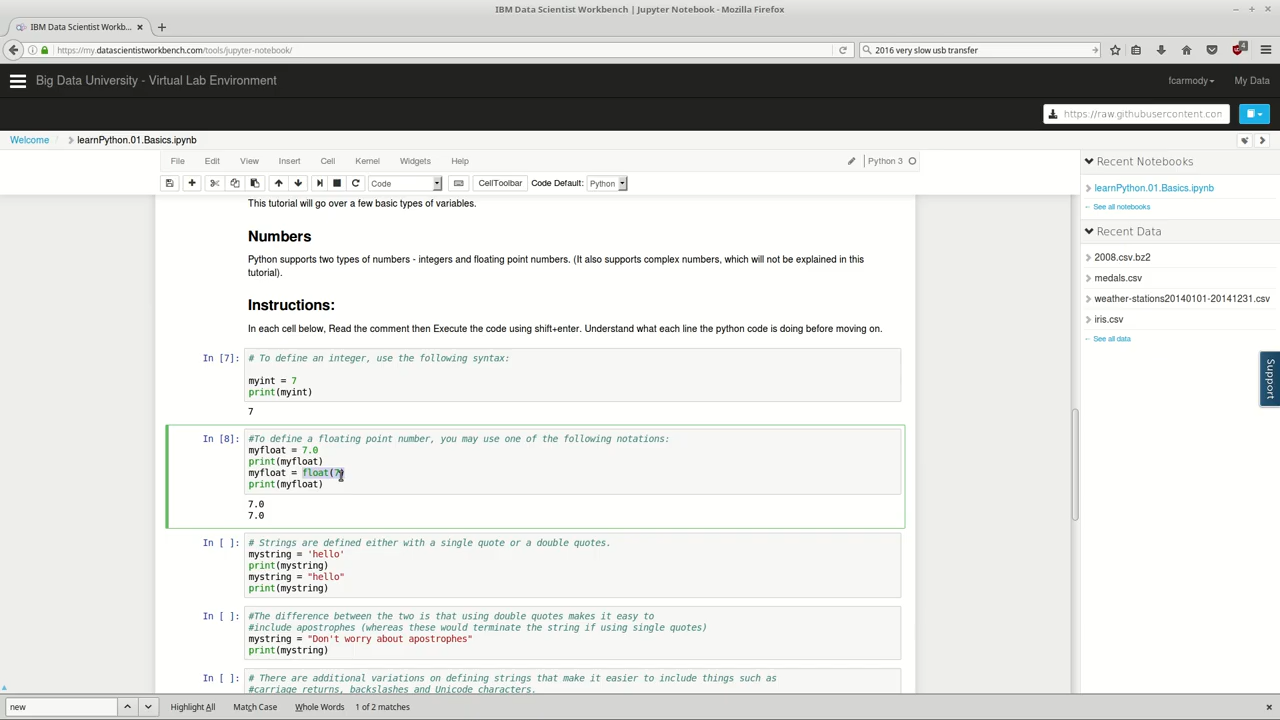 IBM Data Scientist Workbench | Jupyter Notebook - Mozilla Firefox
IBM Data Scientist Workb...
https://my.datascientistworkbench.com/tools/jupyter-notebook/
2016 very slow usb transfer
4
Big Data University - Virtual Lab Environment
fcarmody
My Data
https://raw.githubusercontent.com
Welcome
learnPython.01.Basics.ipynb
File Edit View Insert Cell Kernel Widgets Help
Python 3
Code
CellToolbar
Code Default: Python
This tutorial will go over a few basic types of variables.
Numbers
Python supports two types of numbers - integers and floating point numbers. (It also supports complex numbers, which will not be explained in this
tutorial).
Instructions:
In each cell below, Read the comment then Execute the code using shift+enter. Understand what each line the python code is doing before moving on.
In [7]: # To define an integer, use the following syntax:
myint = 7
print(myint)
7
In [8]: #To define a floating point number, you may use one of the following notations:
myfloat = 7.0
print(myfloat)
myfloat = float(7)
print(myfloat)
7.0
7.0
In [ ]: # Strings are defined either with a single quote or a double quotes.
mystring = 'hello'
print(mystring)
mystring = "hello"
print(mystring)
In [ ]: #The difference between the two is that using double quotes makes it easy to
#include apostrophes (whereas these would terminate the string if using single quotes)
mystring = "Don't worry about apostrophes"
print(mystring)
In [ ]: # There are additional variations on defining strings that make it easier to include things such as
#carriage returns, backslashes and Unicode characters.
Recent Notebooks
learnPython.01.Basics.ipynb
← See all notebooks
Recent Data
2008.csv.bz2
medals.csv
weather-stations20140101-20141231.csv
iris.csv
← See all data
Support
new
Highlight All
Match Case
Whole Words
1 of 2 matches